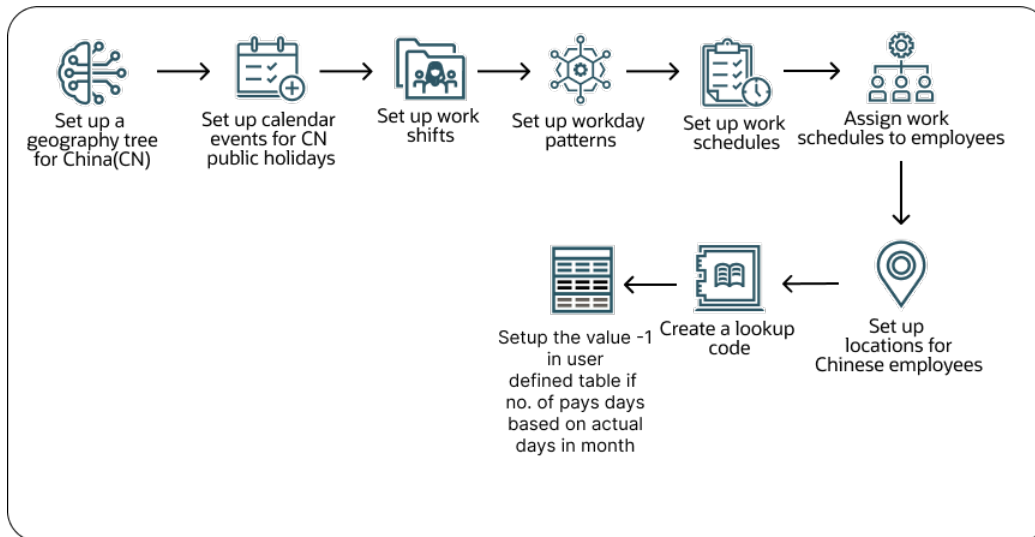 Set up a
geography tree
for China(CN)
Set up calendar
events for CN
public holidays
Set up work
shifts
Set up workday
patterns
Set up work
schedules
Assign work
schedules to employees
Set up
locations for
Chinese employees
Create a lookup
code
Setup the value -1
in user
defined table if
no. of pays days
based on actual
days in month